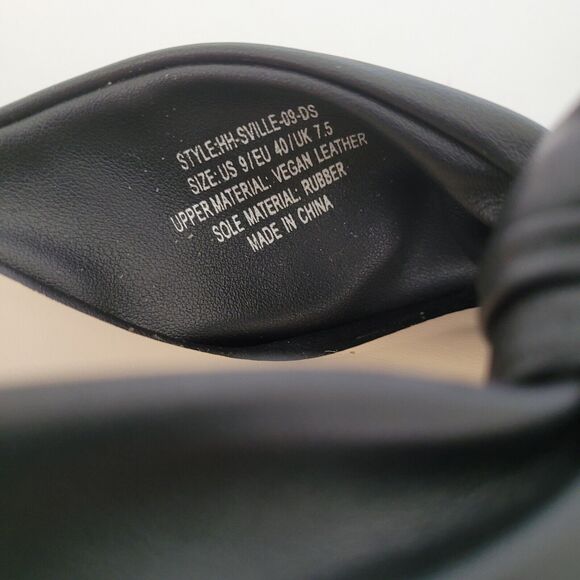 STYLE:HH-SVILLE-09-DS
SIZE: US 9/EU 40/UK 7.5
UPPER MATERIAL: VEGAN LEATHER
SOLE MATERIAL: RUBBER
MADE IN CHINA